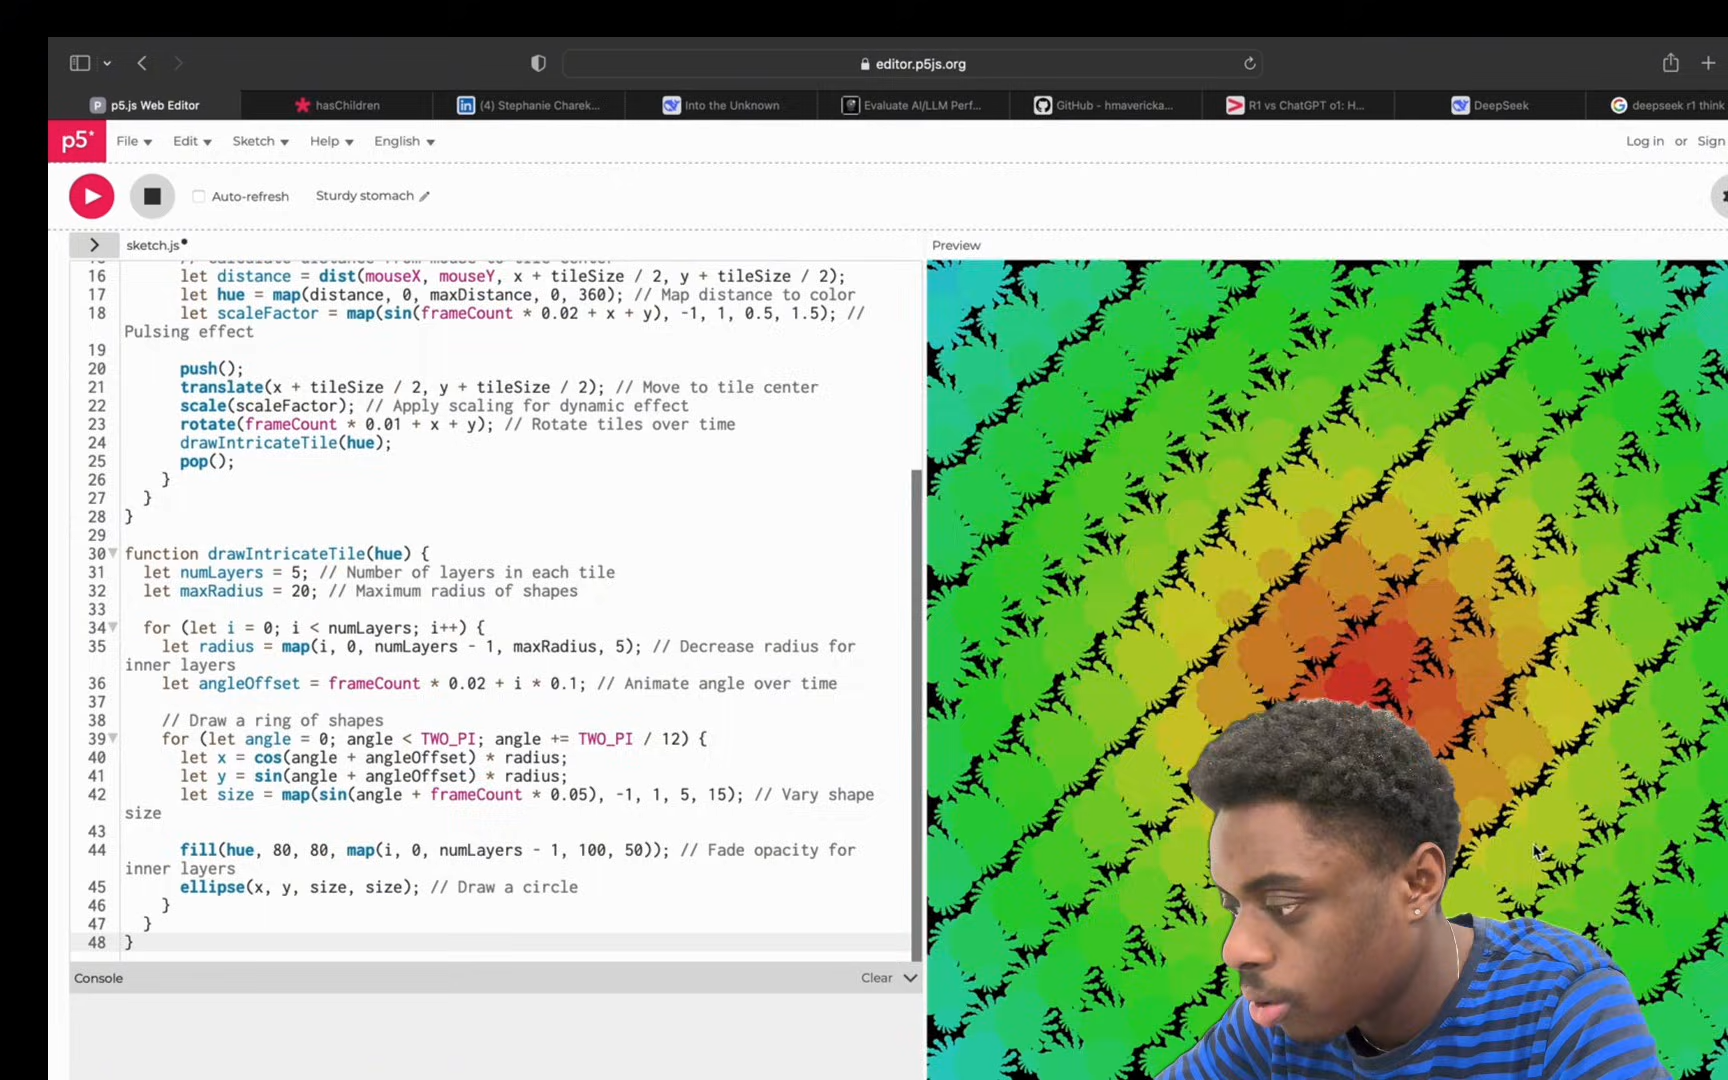 editor.p5js.org
P p5.js Web Editor
hasChildren
in (4) Stephanie Charek...
Into the Unknown
Evaluate AI/LLM Perf...
GitHub - hmavericka...
R1 vs ChatGPT o1: H...
DeepSeek
deepseek r1 think
p5*
File
Edit
Sketch
Help
English
Log in or Sign
Auto-refresh
Sturdy stomach
sketch.js
Preview
16 let distance = dist(mouseX, mouseY, x + tileSize / 2, y + tileSize / 2);
17 let hue = map(distance, 0, maxDistance, 0, 360); // Map distance to color
18 let scaleFactor = map(sin(frameCount * 0.02 + x + y), -1, 1, 0.5, 1.5); //
Pulsing effect
19
20 push();
21 translate(x + tileSize / 2, y + tileSize / 2); // Move to tile center
22 scale(scaleFactor); // Apply scaling for dynamic effect
23 rotate(frameCount * 0.01 + x + y); // Rotate tiles over time
24 drawIntricateTile(hue);
25 pop();
26 }
27 }
28 }
29
30 function drawIntricateTile(hue) {
31 let numLayers = 5; // Number of layers in each tile
32 let maxRadius = 20; // Maximum radius of shapes
33
34 for (let i = 0; i < numLayers; i++) {
35 let radius = map(i, 0, numLayers - 1, maxRadius, 5); // Decrease radius for
inner layers
36 let angleOffset = frameCount * 0.02 + i * 0.1; // Animate angle over time
37
38 // Draw a ring of shapes
39 for (let angle = 0; angle < TWO_PI; angle += TWO_PI / 12) {
40 let x = cos(angle + angleOffset) * radius;
41 let y = sin(angle + angleOffset) * radius;
42 let size = map(sin(angle + frameCount * 0.05), -1, 1, 5, 15); // Vary shape
size
43
44 fill(hue, 80, 80, map(i, 0, numLayers - 1, 100, 50)); // Fade opacity for
inner layers
45 ellipse(x, y, size, size); // Draw a circle
46 }
47 }
48 }
Console
Clear